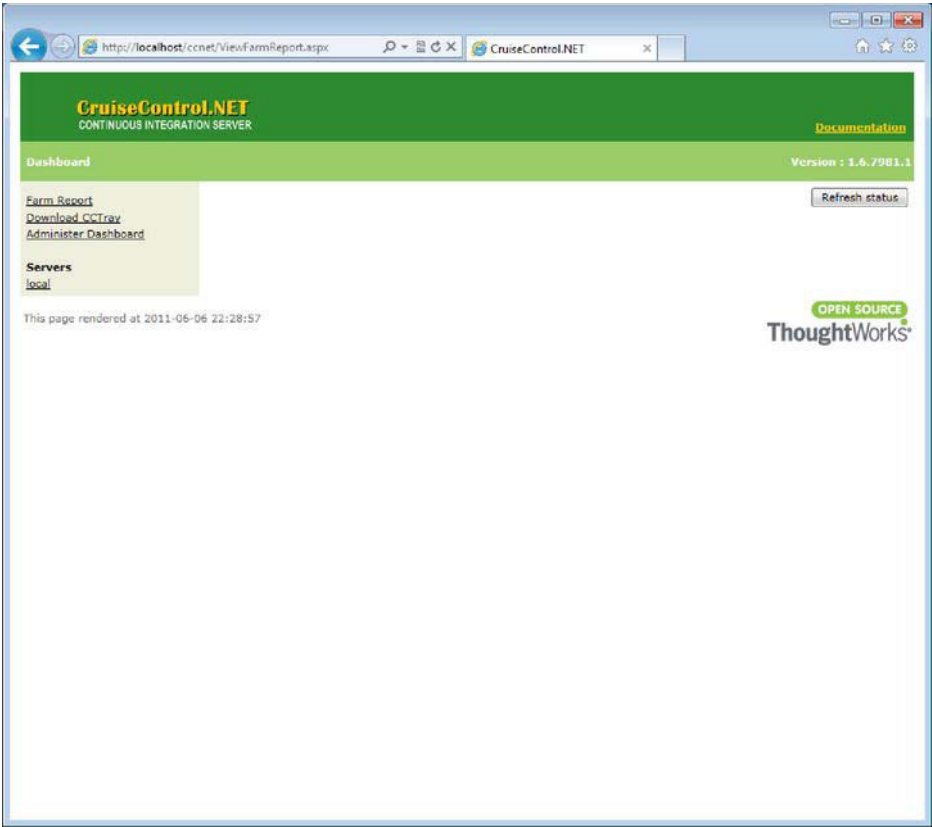 http://localhost/ccnet/ViewFarmReport.aspx
CruiseControl.NET
CruiseControl.NET
CONTINUOUS INTEGRATION SERVER
Documentation
Dashboard
Version : 1.6.7981.1
Farm Report
Refresh status
Download CCTray
Administer Dashboard
Servers
local
This page rendered at 2011-06-06 22:28:57
OPEN SOURCE
ThoughtWorks